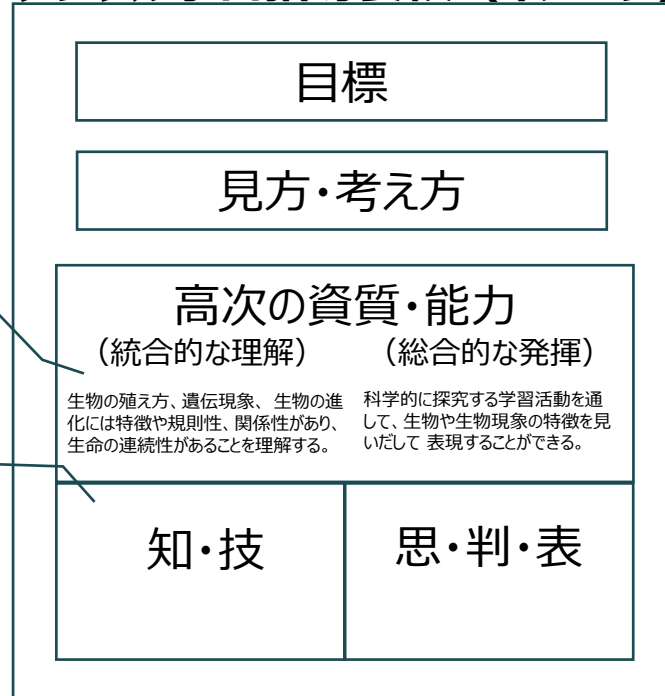 目標
見方・考え方
高次の資質・能力
（統合的な理解）
（総合的な発揮）
生物の殖え方、遺伝現象、 生物の進
化には特徴や規則性、関係性があり、
生命の連続性があることを理解する。
科学的に探究する学習活動を通
して、生物や生物現象の特徴を見
いだして 表現することができる。
知・技
思・判・表